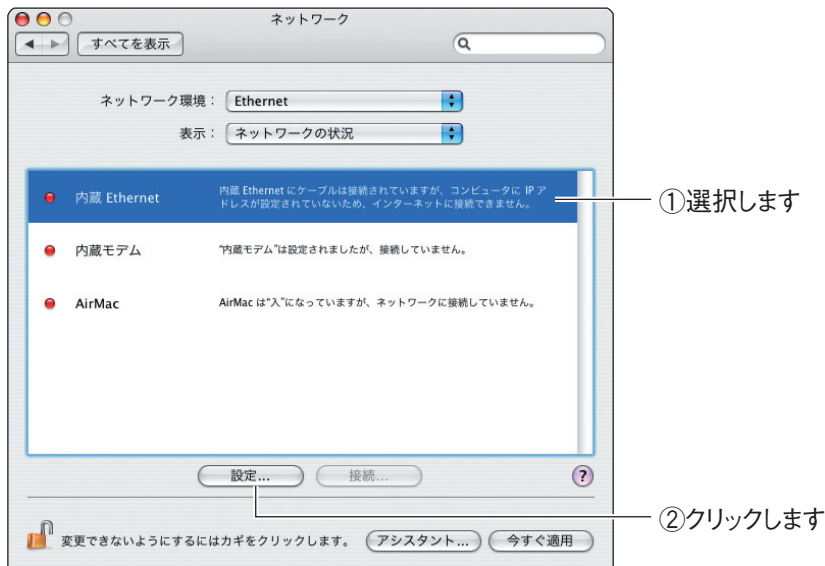 ネットワーク
すべてを表示
ネットワーク環境： Ethernet
表示： ネットワークの状況
内蔵 Ethernet
内蔵 Ethernet にケーブルは接続されていますが、コンピュータに IP ア
ドレスが設定されていないため、インターネットに接続できません。
①選択します
内蔵モデム
“内蔵モデム”は設定されましたが、接続していません。
AirMac
AirMac は“入”になっていますが、ネットワークに接続していません。
設定...
接続...
?
②クリックします
変更できないようにするにはカギをクリックします。
アシスタント...
今すぐ適用